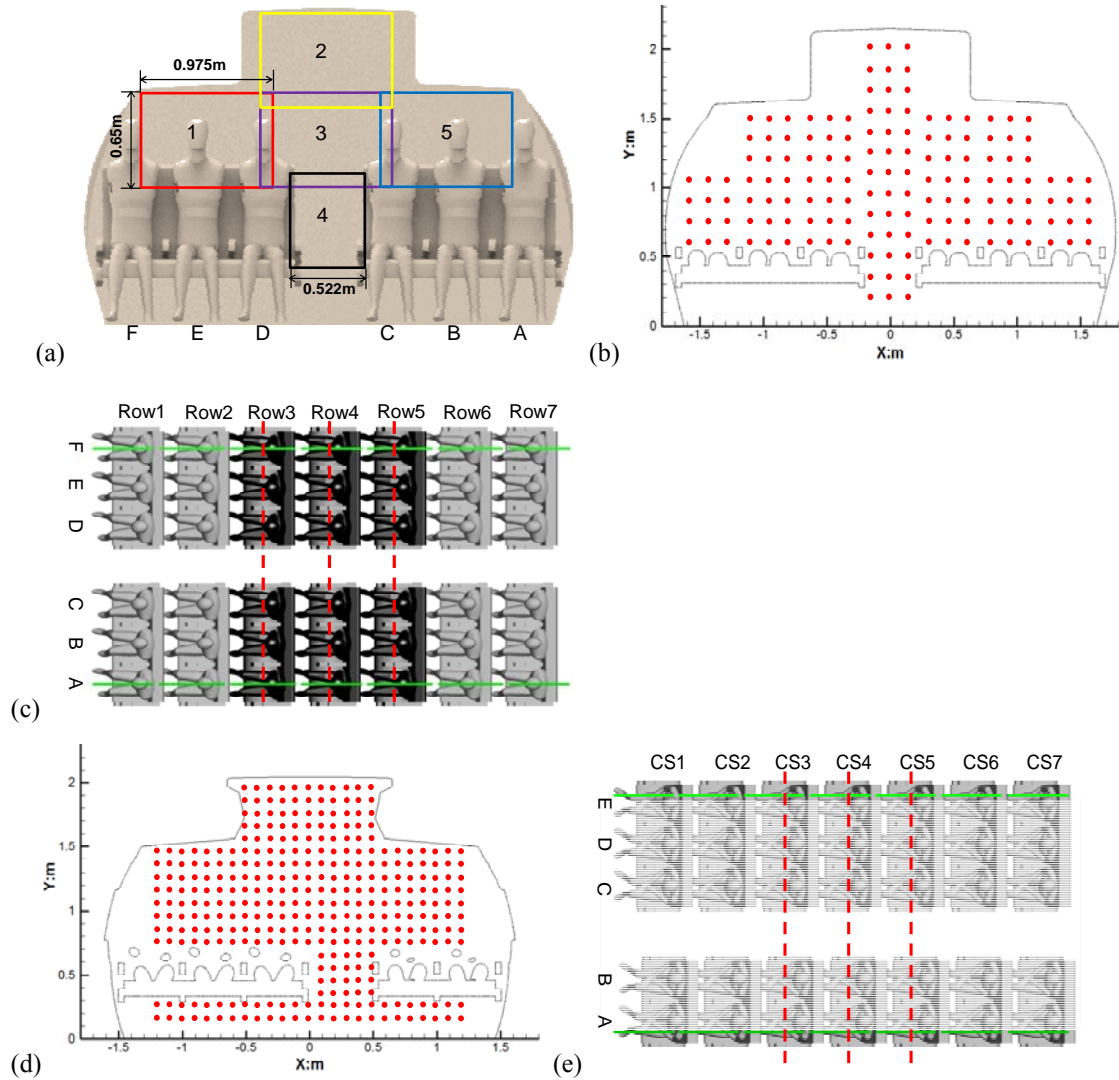 2
0.975m
0.65m
1
3
5
4
0.522m
F E D C B A
(a)
Y:m
2
1.5
1
0.5
0
-1.5 -1 -0.5 0 0.5 1 1.5
X:m
(b)
Row1 Row2 Row3 Row4 Row5 Row6 Row7
F
E
D
C
B
A
(c)
Y:m
2
1.5
1
0.5
0
-1.5 -1 -0.5 0 0.5 1 1.5
X:m
(d)
CS1 CS2 CS3 CS4 CS5 CS6 CS7
E
D
C
B
A
(e)